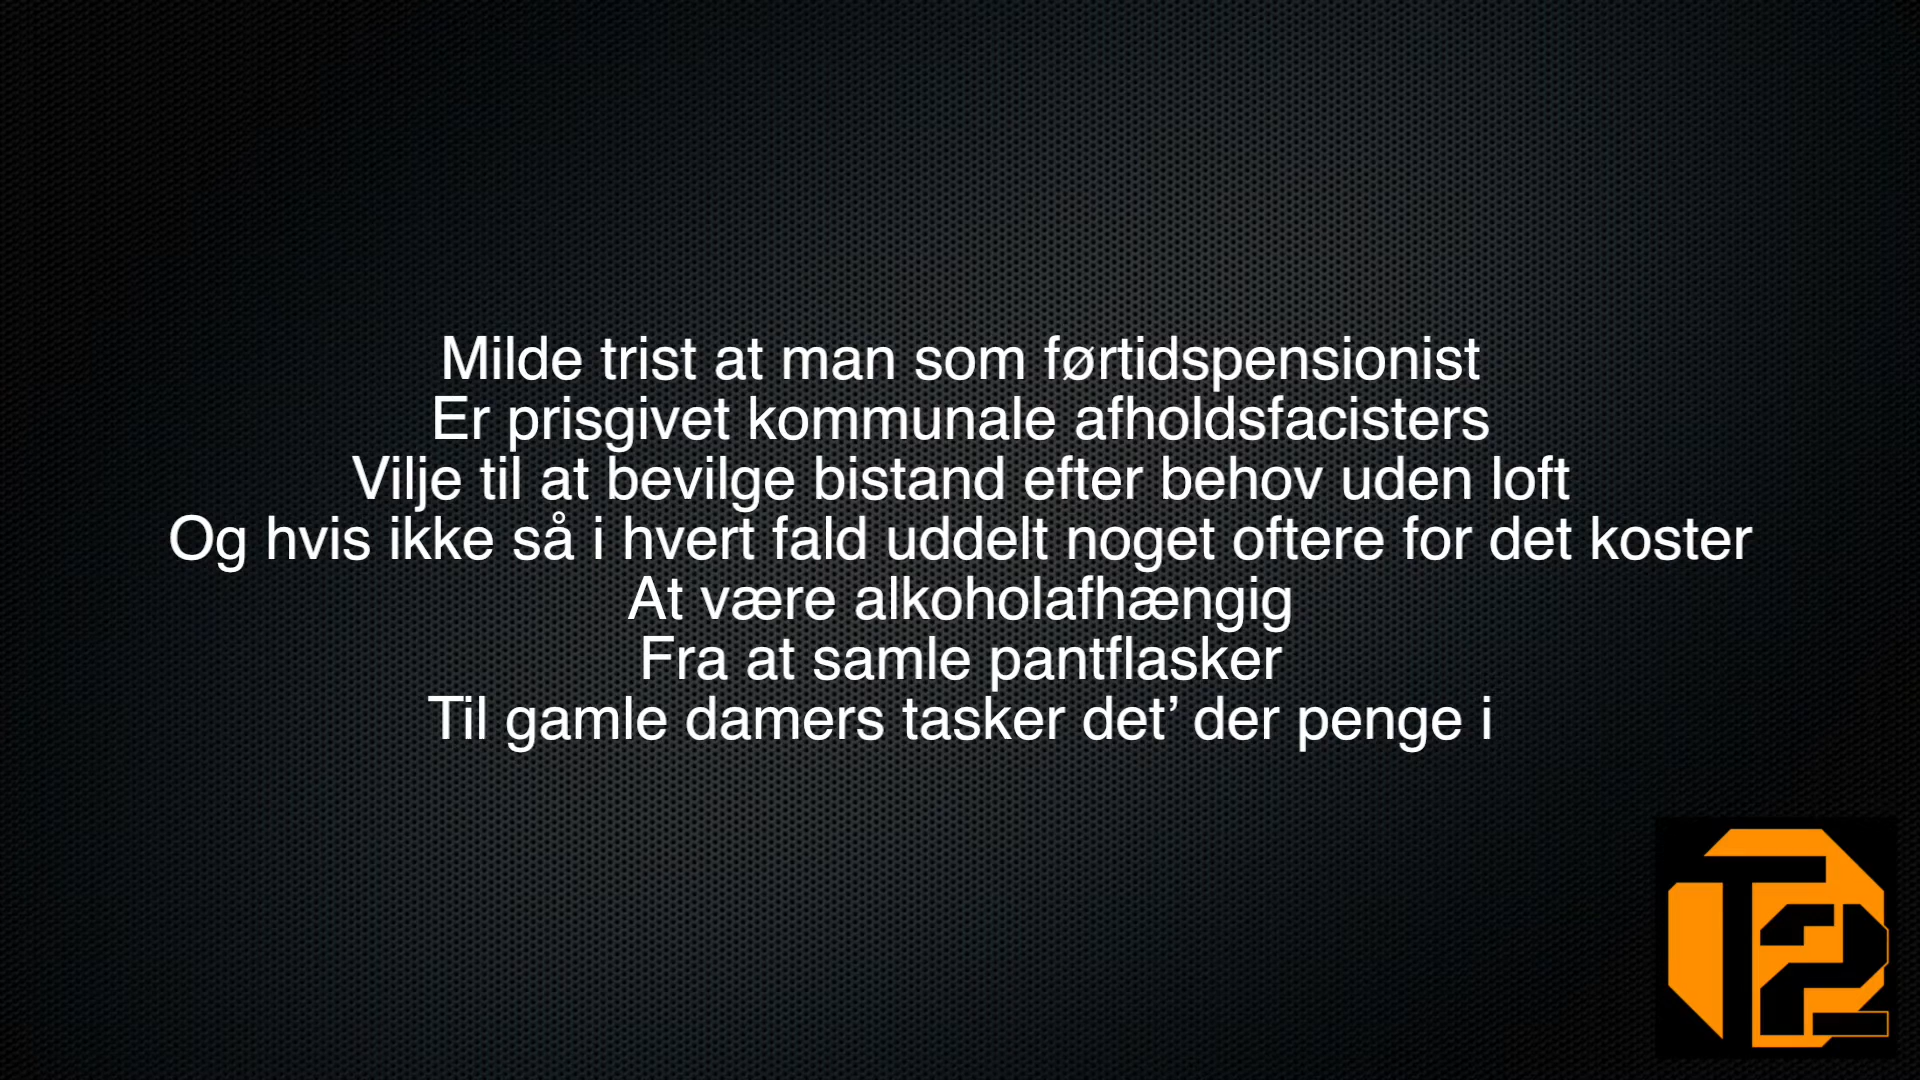 Milde trist at man som førtidspensionist
Er prisgivet kommunale afholdsfacisters
Vilje til at bevilge bistand efter behov uden loft
Og hvis ikke så i hvert fald uddelt noget oftere for det koster
At være alkoholafhængig
Fra at samle pantflasker
Til gamle damers tasker det’ der penge i
T2